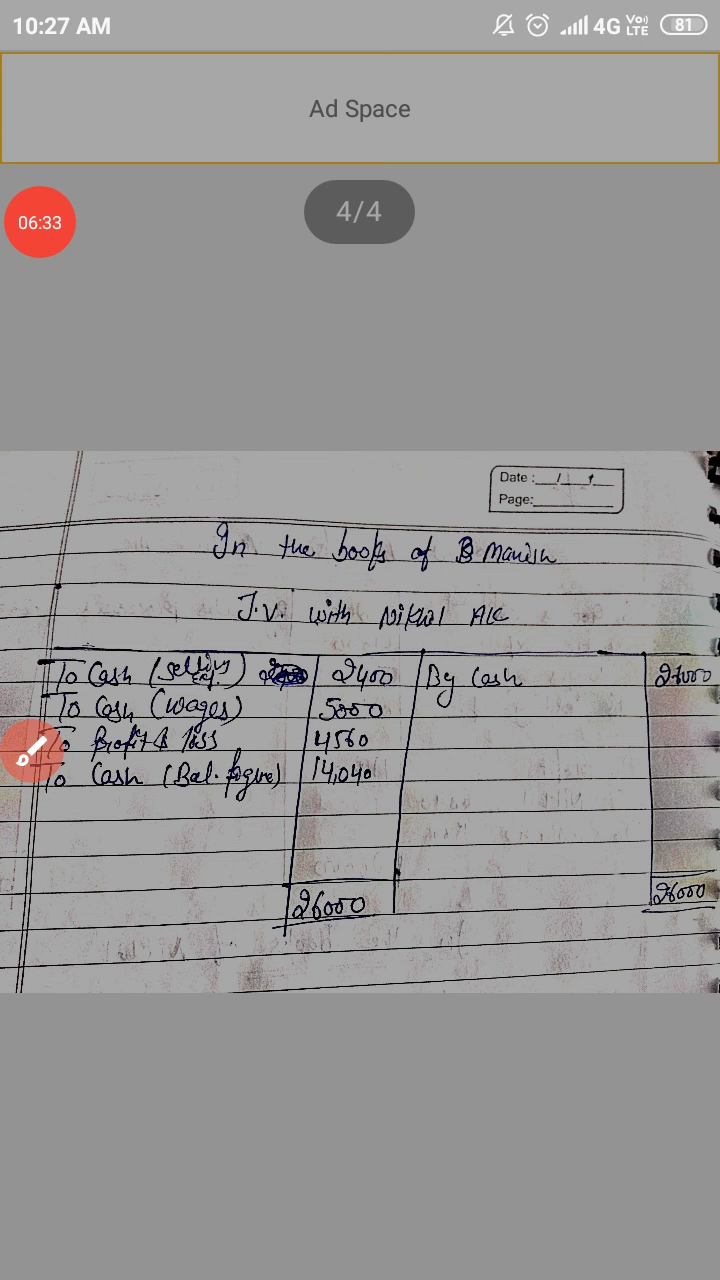 10:27 AM 4G Vo)) LTE 81
Ad Space
06:33
4/4
Date: / /
Page:
In the books of Manish
J.V. with Nikhil A/c
To Cash (Selling Exp.) 2400 By Cash 26000
To Cash (wages) 5000
To Profit & loss 4560
To Cash (Bal. figure) 14,040
26000 26000